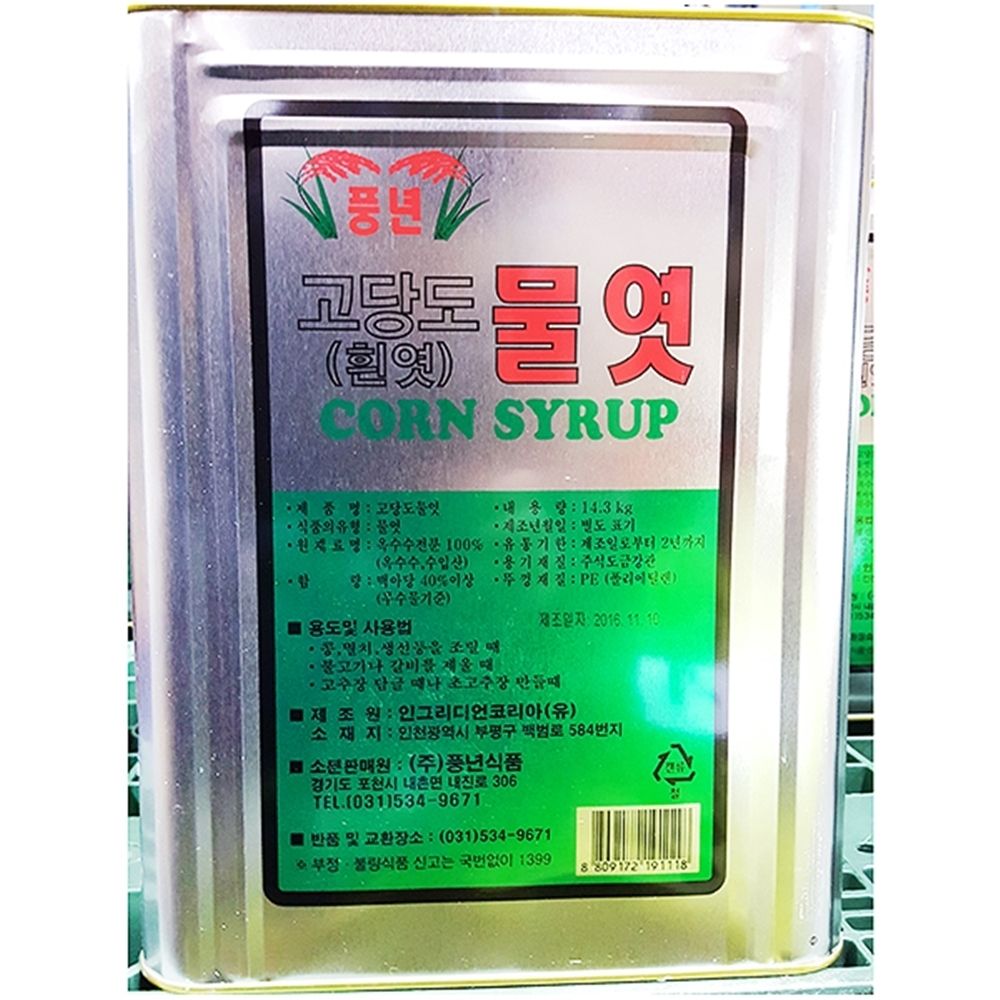 풍년
고당도 물엿
(흰엿)
CORN SYRUP
·제품명 : 고당도물엿
·식품의유형 : 물엿
·원재료명 : 옥수수전분 100%
(옥수수,수입산)
·함량 : 맥아당 40%이상
(무수물기준)
·내용량 : 14.3 kg
·제조년월일 : 별도 표기
·유통기한 : 제조일로부터 2년까지
·용기재질 : 주석도금강관
·뚜껑재질 : PE (폴리에틸렌)
제조일자: 2016.11.10
■ 용도및 사용법
·콩,멸치,생선등을 조릴 때
·불고기나 갈비를 재울 때
·고추장 담글 때나 초고추장 만들때
■ 제조원 : 인그리디언코리아(유)
소재지 : 인천광역시 부평구 백범로 584번지
■ 소분판매원 : (주)풍년식품
경기도 포천시 내촌면 내진로 306
TEL.(031)534-9671
■ 반품 및 교환장소 : (031)534-9671
※ 부정·불량식품 신고는 국번없이 1399
캔류
철
8 809172 191118